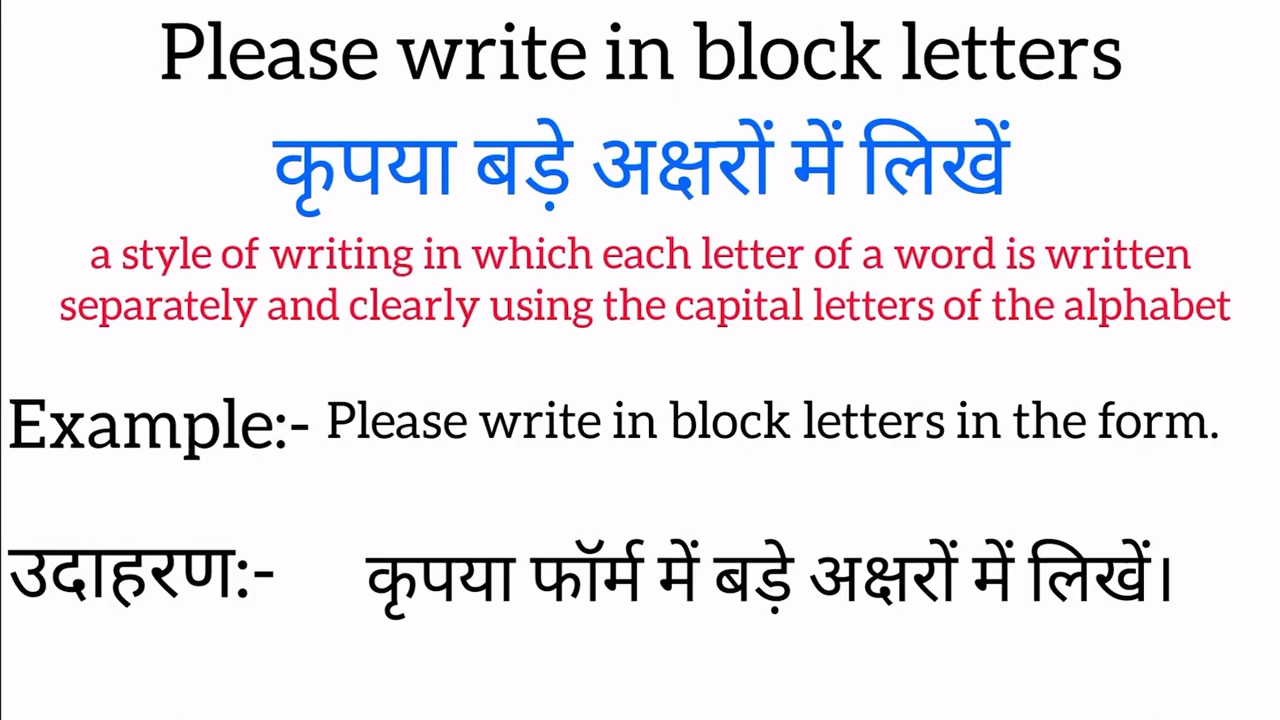 Please write in block letters
कृपया बड़े अक्षरों में लिखें
a style of writing in which each letter of a word is written
separately and clearly using the capital letters of the alphabet
Example:- Please write in block letters in the form.
उदाहरण:- कृपया फॉर्म में बड़े अक्षरों में लिखें।